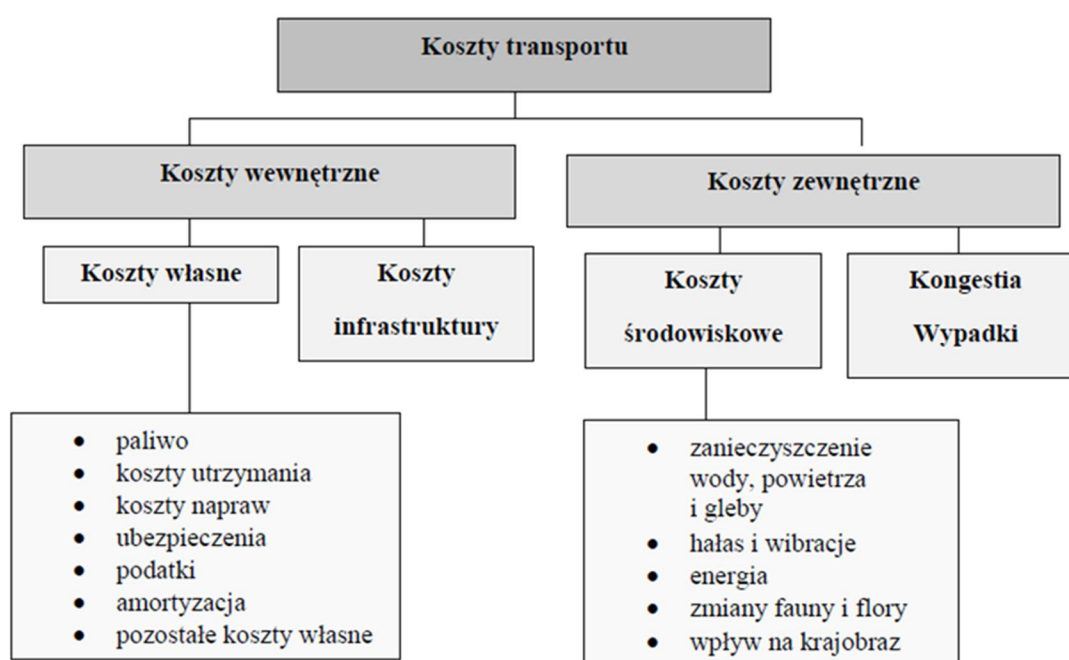 Koszty transportu
Koszty wewnętrzne
Koszty zewnętrzne
Koszty własne
Koszty
infrastruktury
Koszty
środowiskowe
Kongestia
Wypadki
• paliwo
• koszty utrzymania
• koszty napraw
• ubezpieczenia
• podatki
• amortyzacja
• pozostałe koszty własne
• zanieczyszczenie
wody, powietrza
i gleby
• hałas i wibracje
• energia
• zmiany fauny i flory
• wpływ na krajobraz